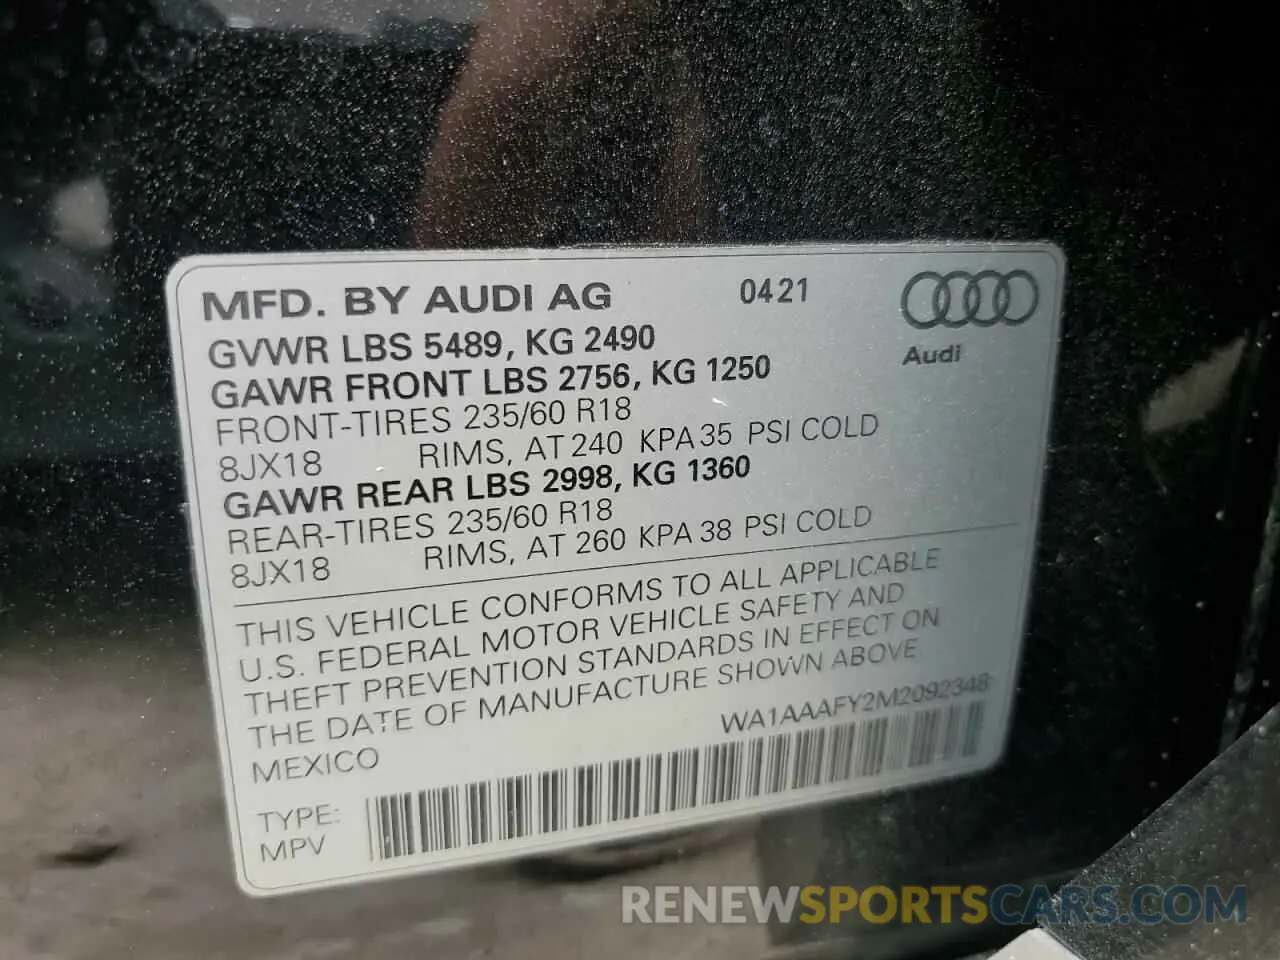 MFD. BY AUDI AG 0421
GVWR LBS 5489, KG 2490
Audi
GAWR FRONT LBS 2756, KG 1250
FRONT-TIRES 235/60 R18
8JX18 RIMS, AT 240 KPA 35 PSI COLD
GAWR REAR LBS 2998, KG 1360
REAR-TIRES 235/60 R18
8JX18 RIMS, AT 260 KPA 38 PSI COLD
THIS VEHICLE CONFORMS TO ALL APPLICABLE
U.S. FEDERAL MOTOR VEHICLE SAFETY AND
THEFT PREVENTION STANDARDS IN EFFECT ON
THE DATE OF MANUFACTURE SHOWN ABOVE
MEXICO WA1AAAFY2M2092348
TYPE:
MPV
RENEWSPORTSCARS.COM